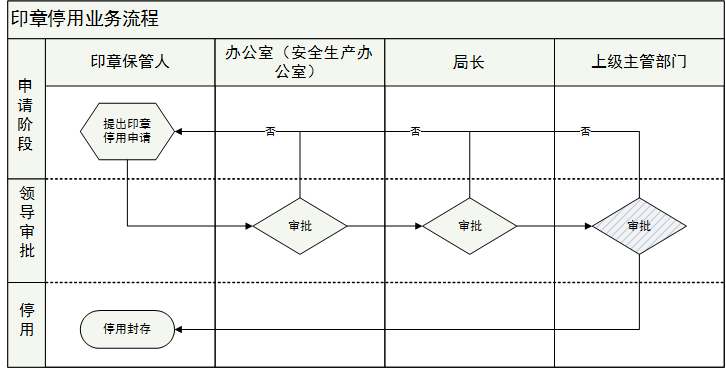 印章停用业务流程
印章保管人
办公室（安全生产办
公室）
局长
上级主管部门
申请阶段
提出印章
停用申请
否
否
否
领导审批
审批
审批
审批
停用
停用封存